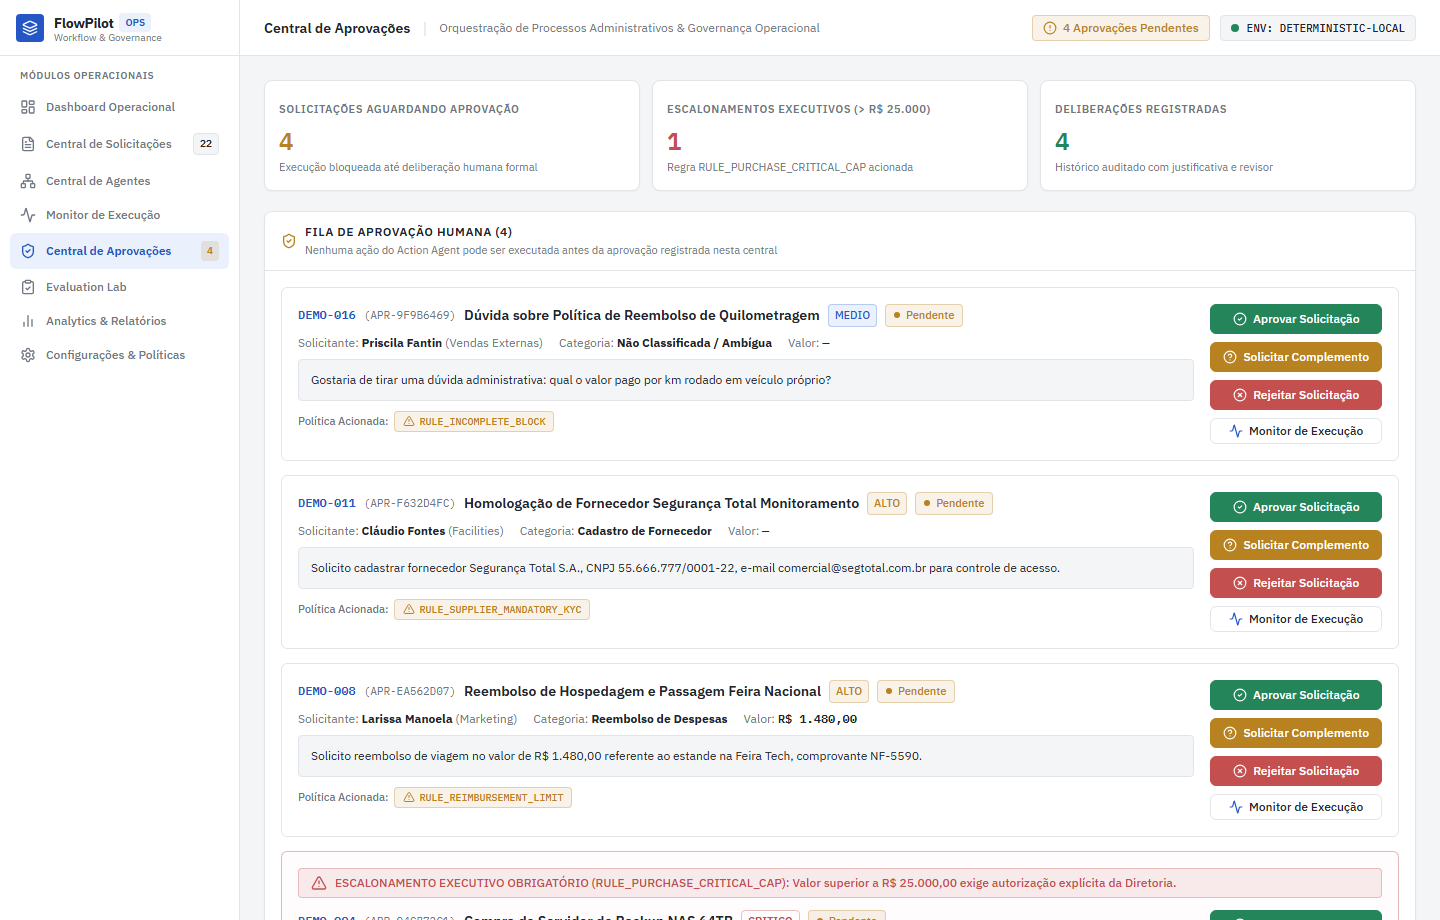 FlowPilot OPS
Workflow & Governance
Central de Aprovações
Orquestração de Processos Administrativos & Governança Operacional
4 Aprovações Pendentes
ENV: DETERMINISTIC-LOCAL
MÓDULOS OPERACIONAIS
Dashboard Operacional
Central de Solicitações 22
Central de Agentes
Monitor de Execução
Central de Aprovações 4
Evaluation Lab
Analytics & Relatórios
Configurações & Políticas
SOLICITAÇÕES AGUARDANDO APROVAÇÃO
4
Execução bloqueada até deliberação humana formal
ESCALONAMENTOS EXECUTIVOS (> R$ 25.000)
1
Regra RULE_PURCHASE_CRITICAL_CAP acionada
DELIBERAÇÕES REGISTRADAS
4
Histórico auditado com justificativa e revisor
FILA DE APROVAÇÃO HUMANA (4)
Nenhuma ação do Action Agent pode ser executada antes da aprovação registrada nesta central
DEMO-016 (APR-9F9B6469) Dúvida sobre Política de Reembolso de Quilometragem MEDIO Pendente
Solicitante: Priscila Fantin (Vendas Externas) Categoria: Não Classificada / Ambígua Valor: —
Gostaria de tirar uma dúvida administrativa: qual o valor pago por km rodado em veículo próprio?
Política Acionada: RULE_INCOMPLETE_BLOCK
Aprovar Solicitação
Solicitar Complemento
Rejeitar Solicitação
Monitor de Execução
DEMO-011 (APR-F632D4FC) Homologação de Fornecedor Segurança Total Monitoramento ALTO Pendente
Solicitante: Cláudio Fontes (Facilities) Categoria: Cadastro de Fornecedor Valor: —
Solicito cadastrar fornecedor Segurança Total S.A., CNPJ 55.666.777/0001-22, e-mail comercial@segtotal.com.br para controle de acesso.
Política Acionada: RULE_SUPPLIER_MANDATORY_KYC
Aprovar Solicitação
Solicitar Complemento
Rejeitar Solicitação
Monitor de Execução
DEMO-008 (APR-EA562D07) Reembolso de Hospedagem e Passagem Feira Nacional ALTO Pendente
Solicitante: Larissa Manoela (Marketing) Categoria: Reembolso de Despesas Valor: R$ 1.480,00
Solicito reembolso de viagem no valor de R$ 1.480,00 referente ao estande na Feira Tech, comprovante NF-5590.
Política Acionada: RULE_REIMBURSEMENT_LIMIT
Aprovar Solicitação
Solicitar Complemento
Rejeitar Solicitação
Monitor de Execução
ESCALONAMENTO EXECUTIVO OBRIGATÓRIO (RULE_PURCHASE_CRITICAL_CAP): Valor superior a R$ 25.000,00 exige autorização explícita da Diretoria.
Compra de Servidor de Backup NAS 64TB CRITICO Pendente